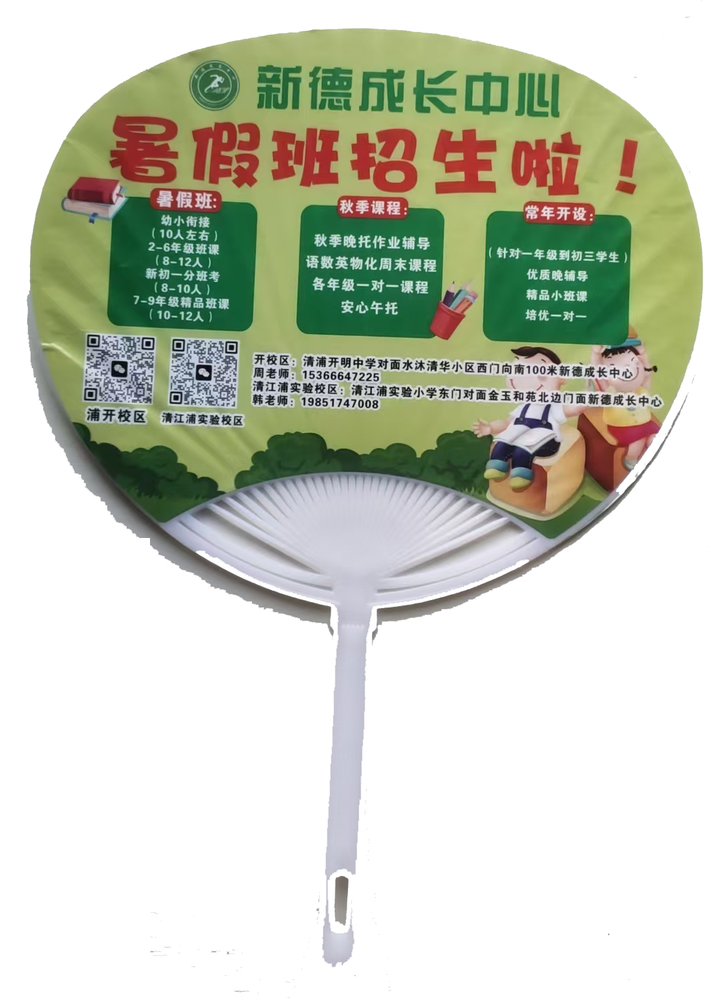 新德成长中心
暑假班招生啦！
暑假班:
幼小衔接
（10人左右）
2-6年级班课
（8-12人）
新初一分班考
（8-10人）
7-9年级精品班课
（10-12人）
秋季课程：
秋季晚托作业辅导
语数英物化周末课程
各年级一对一课程
安心午托
常年开设：
（针对一年级到初三学生）
优质晚辅导
精品小班课
培优一对一
开校区：清浦开明中学对面水沐清华小区西门向南100米新德成长中心
周老师：15366647225
清江浦实验校区：清江浦实验小学东门对面金玉和苑北边门面新德成长中心
韩老师：19851747008
浦开校区
清江浦实验校区